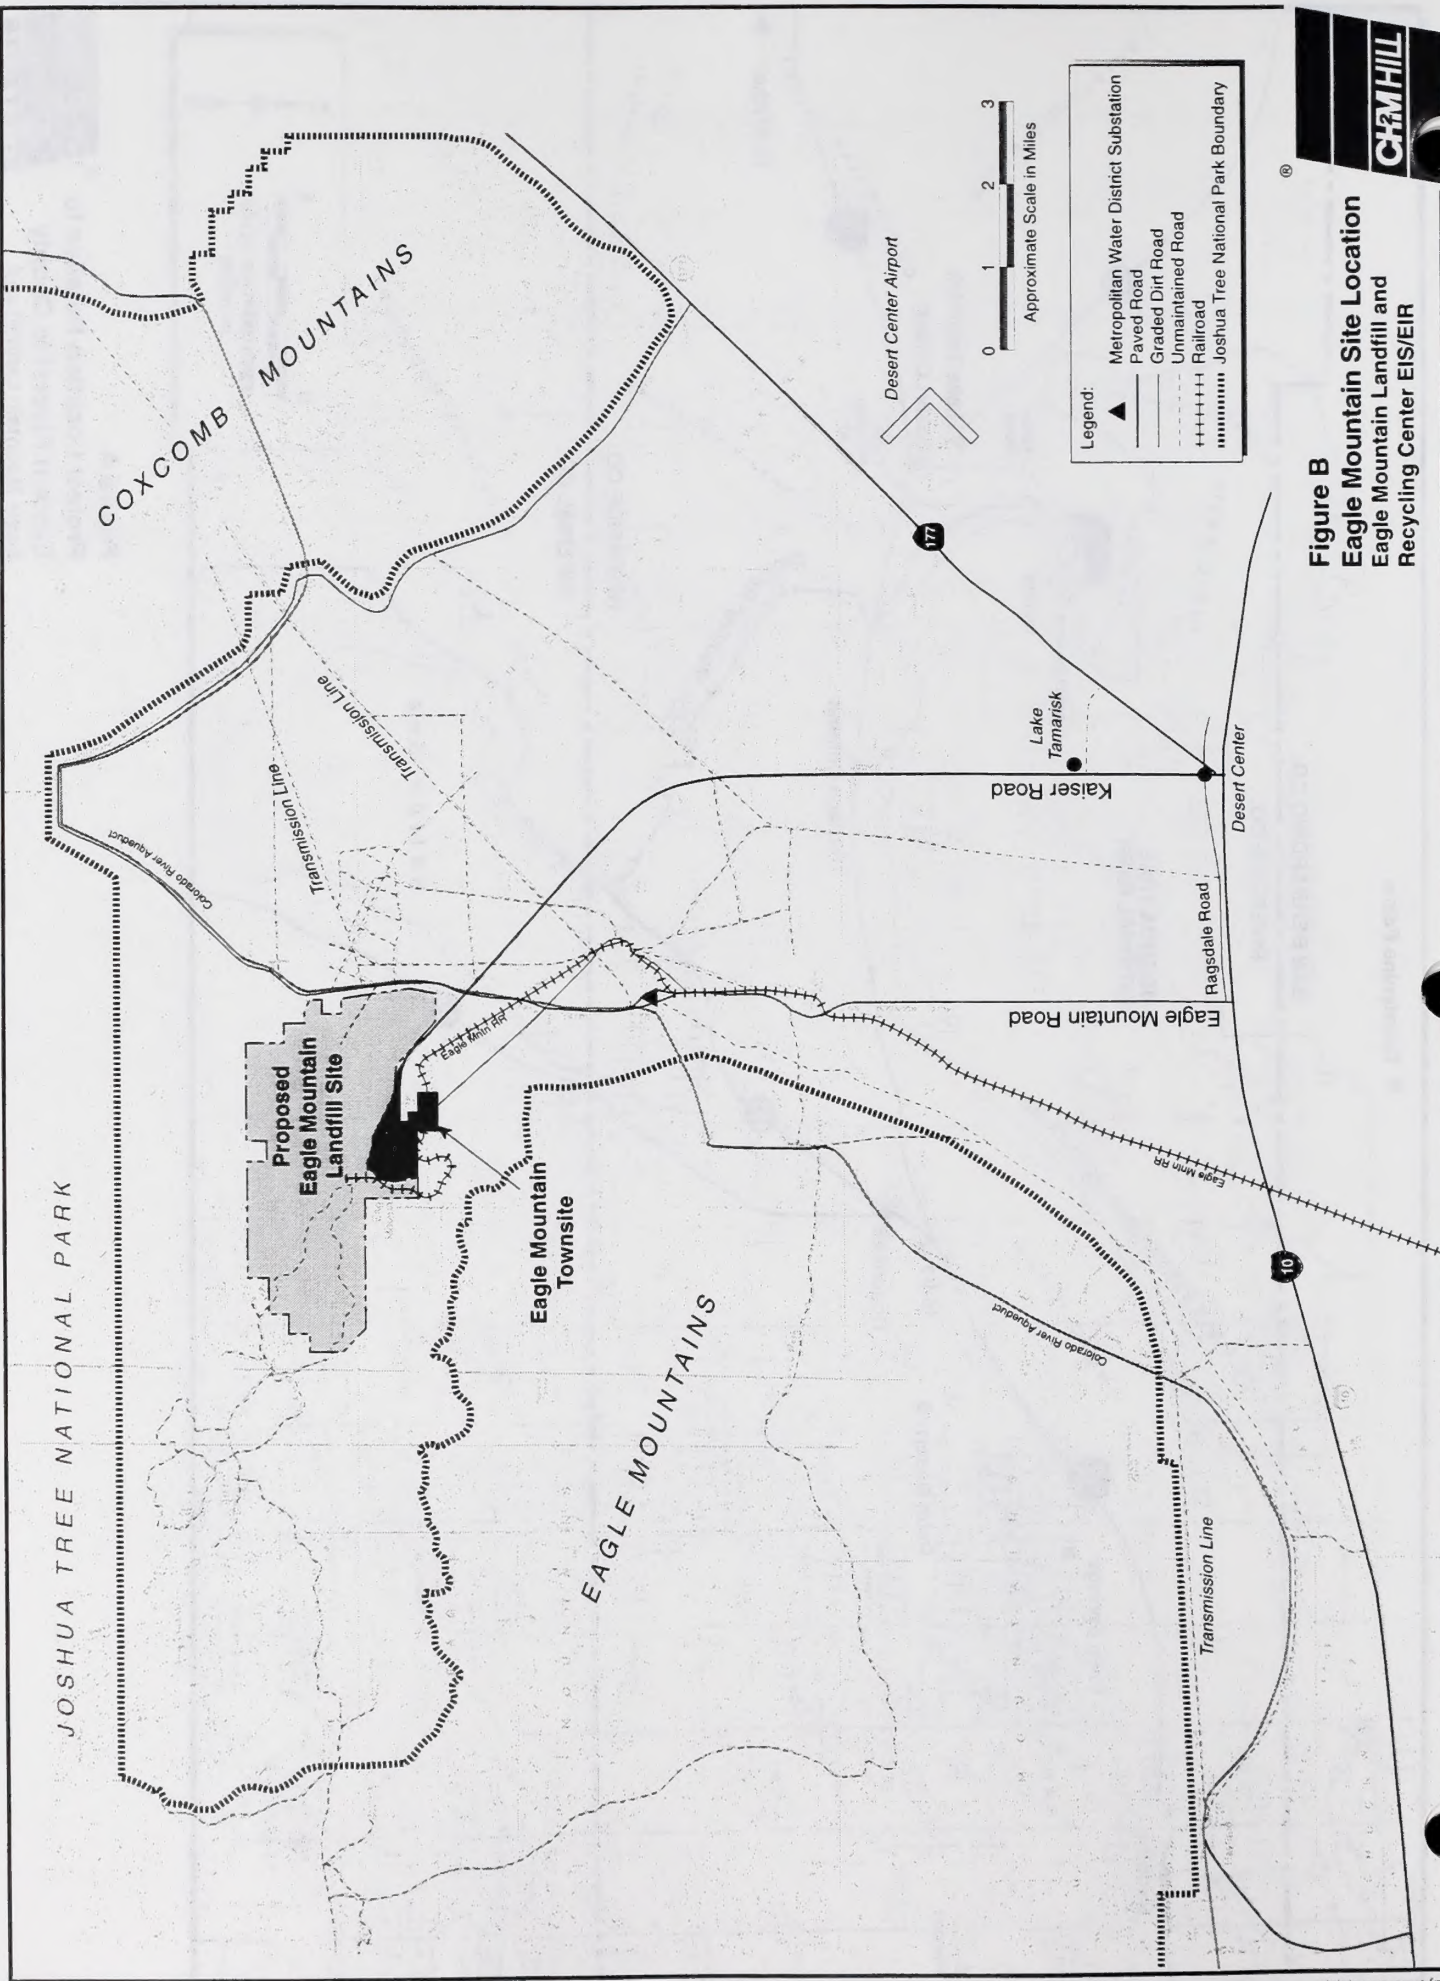 JOSHUA TREE NATIONAL PARK
COXCOMB
MOUNTAINS
Colorado River Aqueduct
Transmission Line
Transmission Line
Proposed
Eagle Mountain
Landfill Site
Eagle Mntn RR
Eagle Mountain
Townsite
EAGLE MOUNTAINS
Colorado River Aqueduct
Transmission Line
Eagle Mountain Road
Eagle Mntn RR
Ragsdale Road
Kaiser Road
Lake
Tamarisk
Desert Center
10
177
Desert Center Airport
0 1 2 3
Approximate Scale in Miles
Legend:
Metropolitan Water District Substation
Paved Road
Graded Dirt Road
Unmaintained Road
Railroad
Joshua Tree National Park Boundary
Figure B
Eagle Mountain Site Location
Eagle Mountain Landfill and
Recycling Center EIS/EIR
CH2M HILL
®